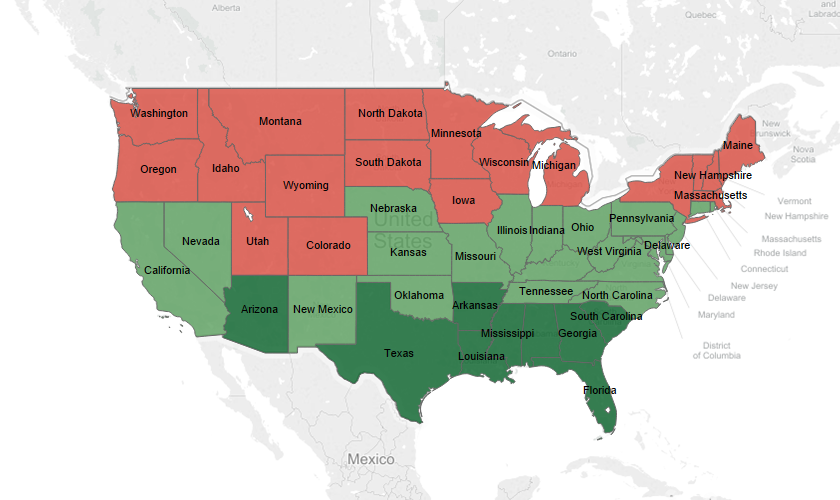 Alberta
Quebec
and
Labrador
Ontario
Washington
Montana
North Dakota
Minnesota
Maine
New
Brunswick
Nova
Scotia
Oregon
Idaho
Wyoming
South Dakota
Wisconsin
Michigan
New Hampshire
Massachusetts
Iowa
Nebraska
United
States
Vermont
New Hampshire
Massachusetts
Rhode Island
Connecticut
New Jersey
Delaware
Maryland
District
of Columbia
Nevada
Utah
Colorado
Kansas
Missouri
Illinois
Indiana
Ohio
Pennsylvania
Delaware
West Virginia
California
Arizona
New Mexico
Oklahoma
Arkansas
Tennessee
North Carolina
South Carolina
Mississippi
Georgia
Texas
Louisiana
Florida
Mexico